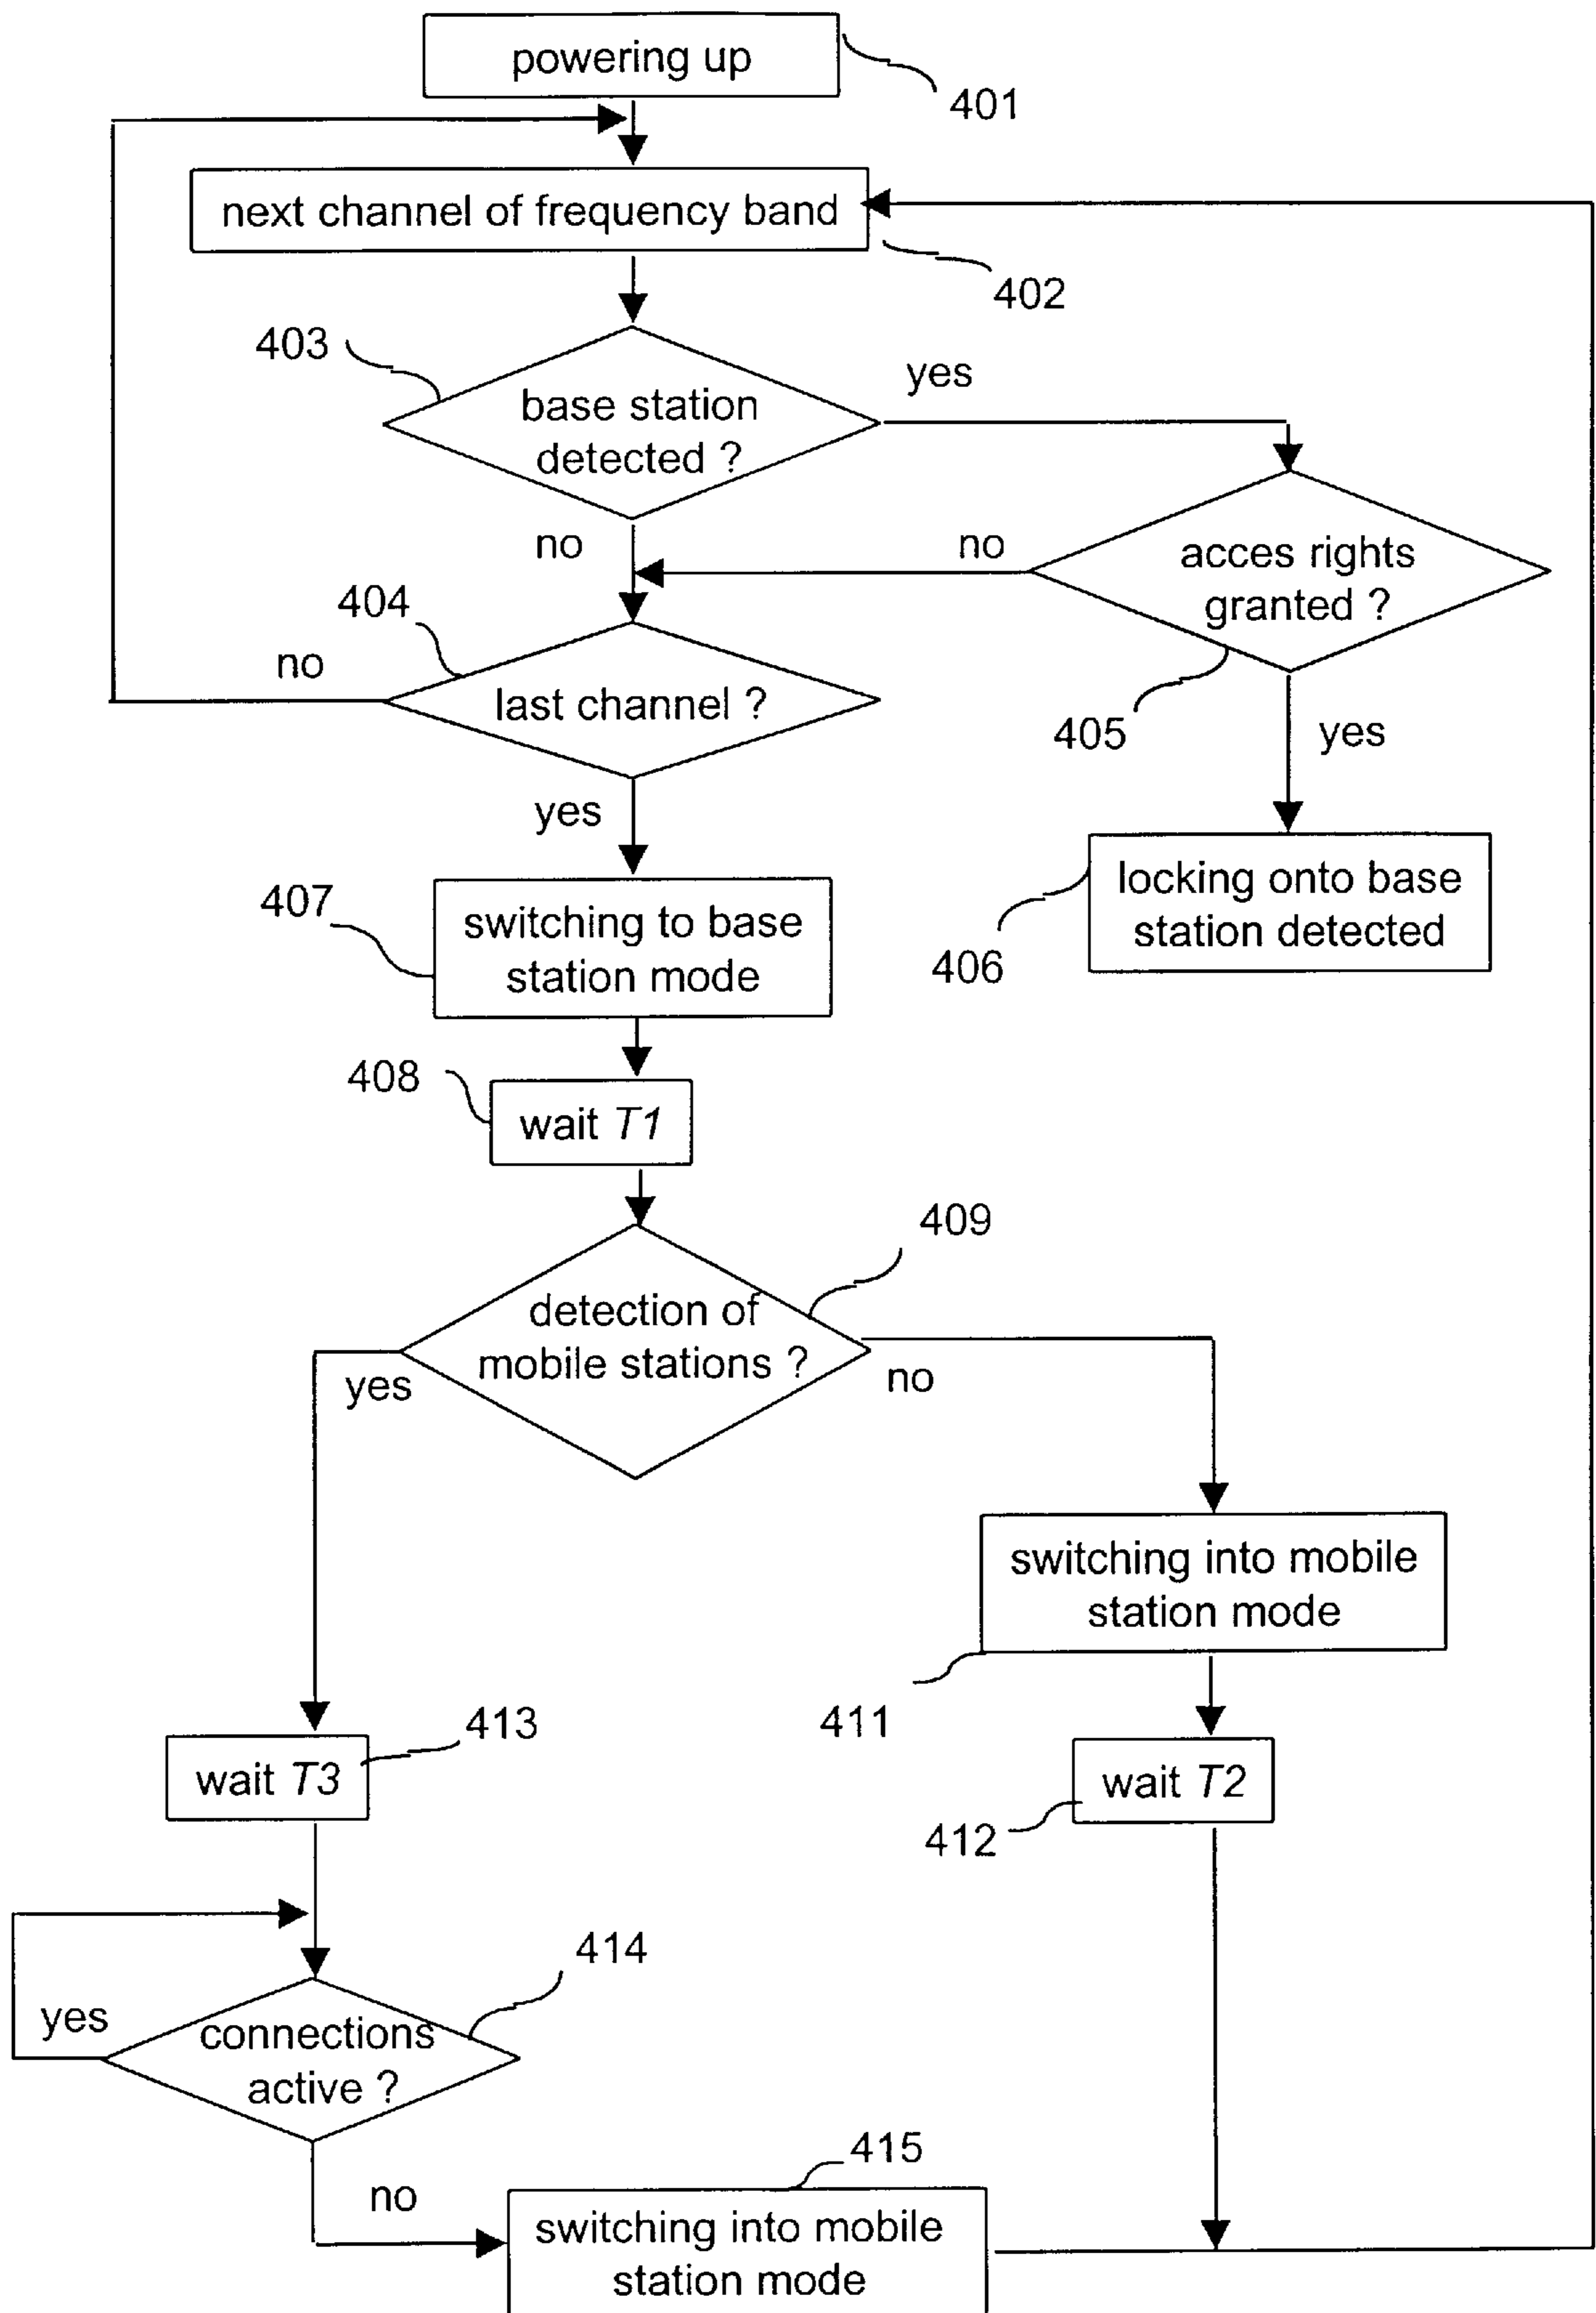 powering up
401
next channel of frequency band
402
403
base station
detected ?
yes
no
no
acces rights
granted ?
404
no
last channel ?
405
yes
yes
locking onto base
station detected
406
407
switching to base
station mode
408
wait T1
409
detection of
mobile stations ?
yes
no
switching into mobile
station mode
411
413
wait T3
wait T2
412
414
yes
connections
active ?
no
415
switching into mobile
station mode